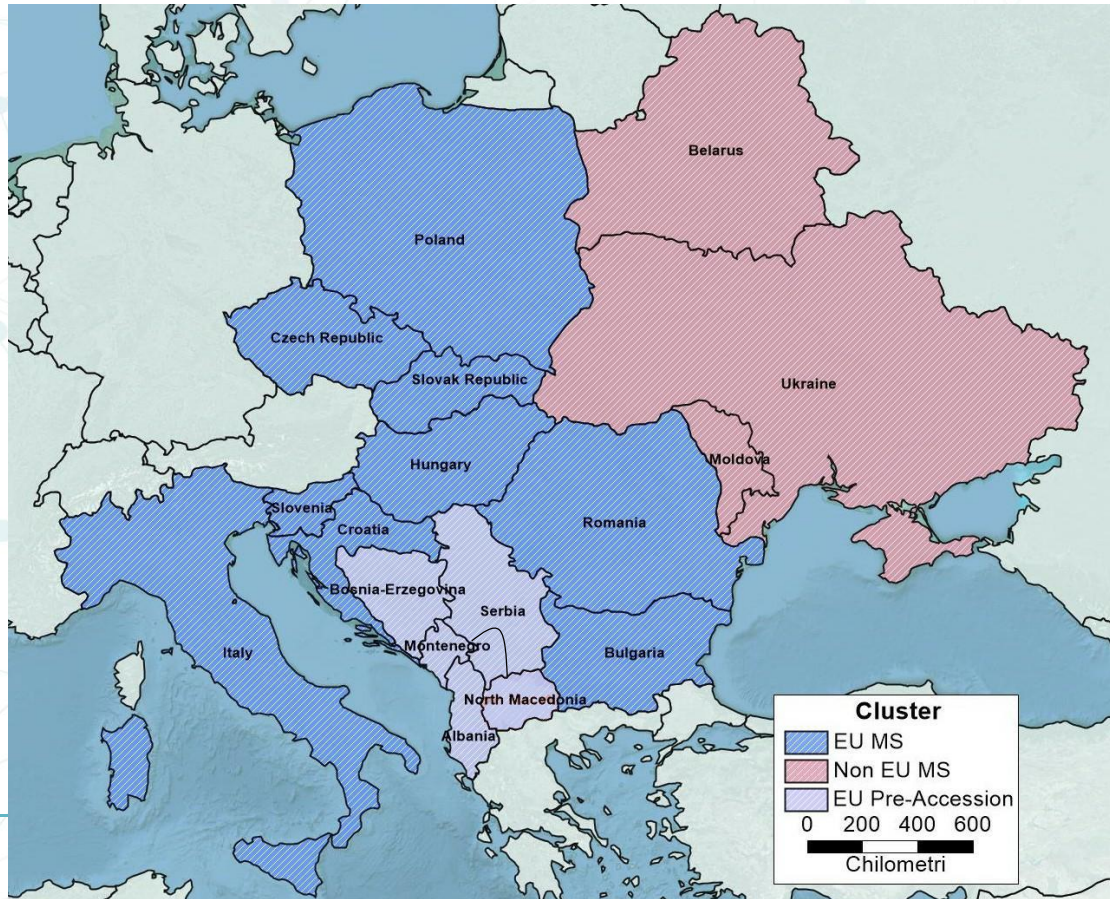 Belarus
Poland
Czech Republic
Slovak Republic
Ukraine
Hungary
Moldova
Slovenia
Croatia
Romania
Bosnia-Erzegovina
Serbia
Montenegro
Italy
Bulgaria
North Macedonia
Albania
Cluster
EU MS
Non EU MS
EU Pre-Accession
0 200 400 600
Chilometri